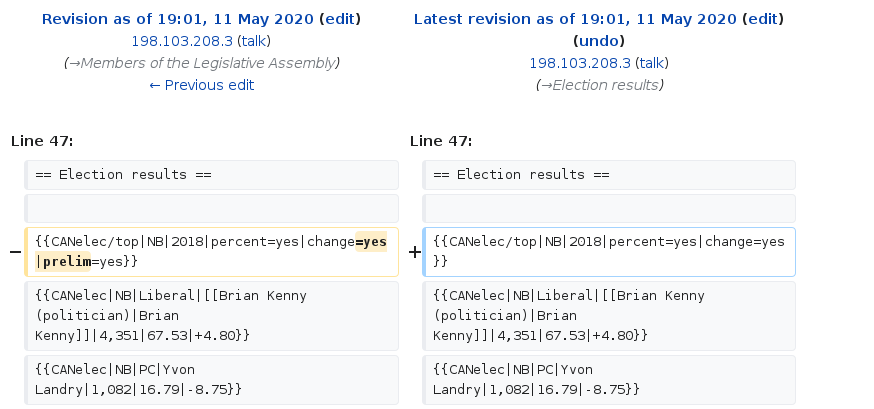 Revision as of 19:01, 11 May 2020 (edit)
198.103.208.3 (talk)
(→Members of the Legislative Assembly)
← Previous edit
Latest revision as of 19:01, 11 May 2020 (edit)
(undo)
198.103.208.3 (talk)
(→Election results)
Line 47:
Line 47:
== Election results ==
== Election results ==
− {{CANelec/top|NB|2018|percent=yes|change=yes
|prelim=yes}}
+ {{CANelec/top|NB|2018|percent=yes|change=yes
}}
{{CANelec|NB|Liberal|[[Brian Kenny
(politician)|Brian
Kenny]]|4,351|67.53|+4.80}}
{{CANelec|NB|Liberal|[[Brian Kenny
(politician)|Brian
Kenny]]|4,351|67.53|+4.80}}
{{CANelec|NB|PC|Yvon
Landry|1,082|16.79|-8.75}}
{{CANelec|NB|PC|Yvon
Landry|1,082|16.79|-8.75}}